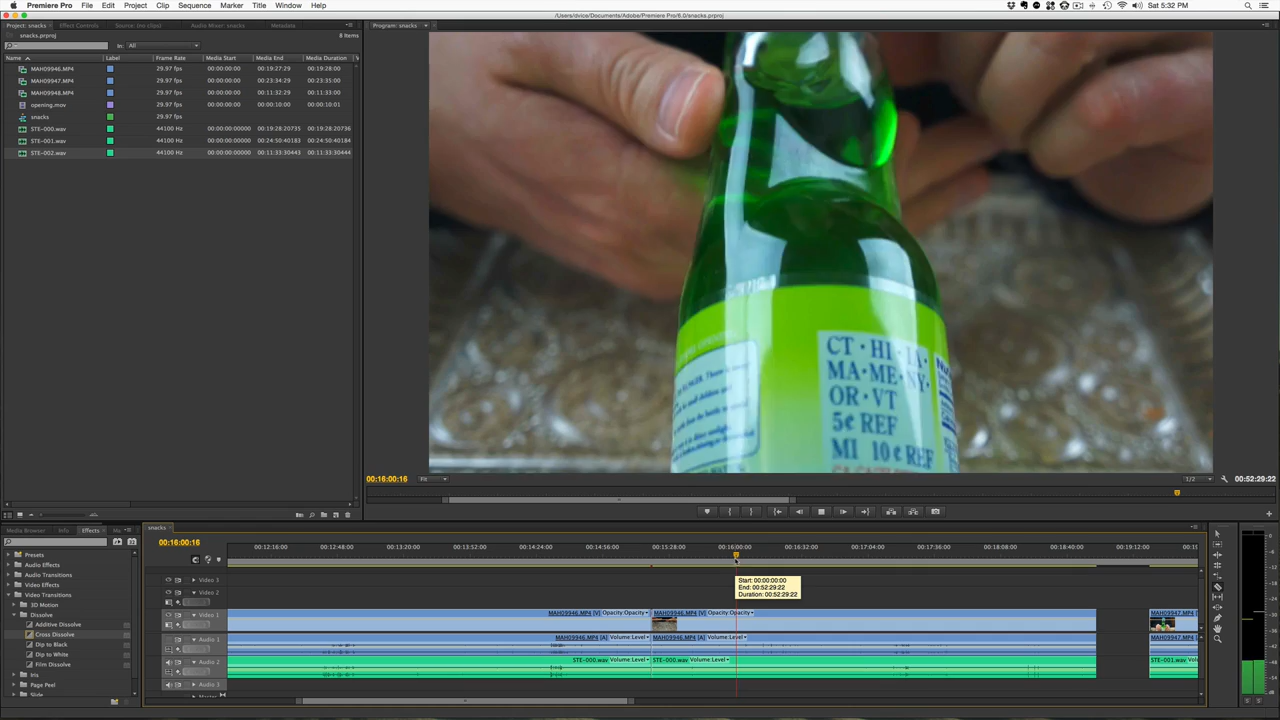 Premiere Pro File Edit Project Clip Sequence Marker Title Window Help
Sat 5:32 PM
/Users/dvice/Documents/Adobe/Premiere Pro/6.0/snacks.prproj
Project: snacks Effect Controls Source: (no clips) Audio Mixer: snacks Metadata
Program: snacks
snacks.prproj 8 Items
In: All
Name Label Frame Rate Media Start Media End Media Duration
MAH09946.MP4 29.97 fps 00:00:00:00 00:19:27:29 00:19:28:00
MAH09947.MP4 29.97 fps 00:00:00:00 00:23:34:29 00:23:35:00
MAH09948.MP4 29.97 fps 00:00:00:00 00:11:32:29 00:11:33:00
opening.mov 29.97 fps 00:00:00:00 00:00:10:00 00:00:10:01
snacks 29.97 fps
STE-000.wav 44100 Hz 00:00:00:00000 00:19:28:20735 00:19:28:20736
STE-001.wav 44100 Hz 00:00:00:00000 00:24:50:40183 00:24:50:40184
STE-002.wav 44100 Hz 00:00:00:00000 00:11:33:30443 00:11:33:30444
CT·HI·IA·
MA·ME·NY·
OR·VT
5¢ REF
MI 10¢ REF
00:16:00:16 Fit 1/2 00:52:29:22
Media Browser Info Effects
Presets
Audio Effects
Audio Transitions
Video Effects
Video Transitions
3D Motion
Dissolve
Additive Dissolve
Cross Dissolve
Dip to Black
Dip to White
Film Dissolve
Iris
Page Peel
Slide
snacks
00:16:00:16
00:12:16:00 00:12:48:00 00:13:20:00 00:13:52:00 00:14:24:00 00:14:56:00 00:15:28:00 00:16:00:00 00:16:32:00 00:17:04:00 00:17:36:00 00:18:08:00 00:18:40:00 00:19:12:00
Start: 00:00:00:00
End: 00:52:29:22
Duration: 00:52:29:22
Video 3
Video 2
Video 1 MAH09946.MP4 [V] Opacity:Opacity MAH09946.MP4 [V] Opacity:Opacity MAH09947.MP4
Audio 1 MAH09946.MP4 [A] Volume:Level MAH09946.MP4 [A] Volume:Level MAH09947.MP4
Audio 2 STE-000.wav Volume:Level STE-000.wav Volume:Level STE-001.wav
Audio 3